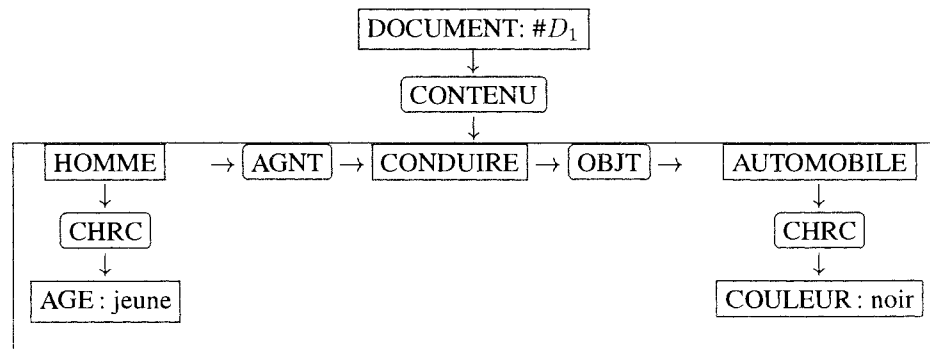 DOCUMENT: #D₁
↓
CONTENU
↓
HOMME → AGNT → CONDUIRE → OBJT → AUTOMOBILE
↓ ↓
CHRC CHRC
↓ ↓
AGE : jeune COULEUR : noir